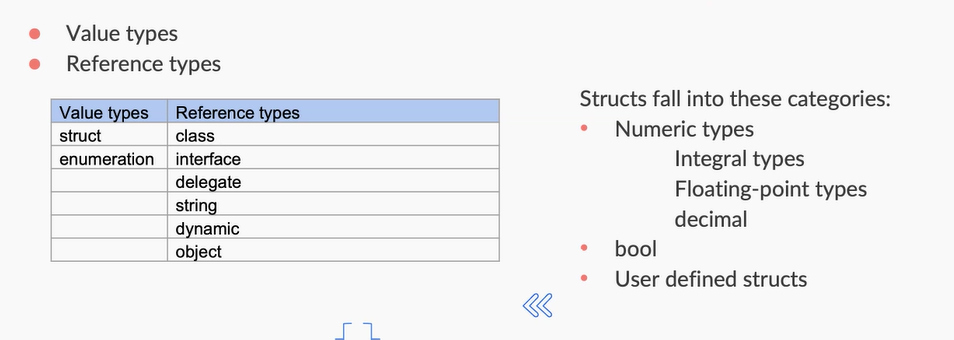 Value types
Reference types
Value types Reference types
struct class
enumeration interface
delegate
string
dynamic
object
Structs fall into these categories:
Numeric types
Integral types
Floating-point types
decimal
bool
User defined structs